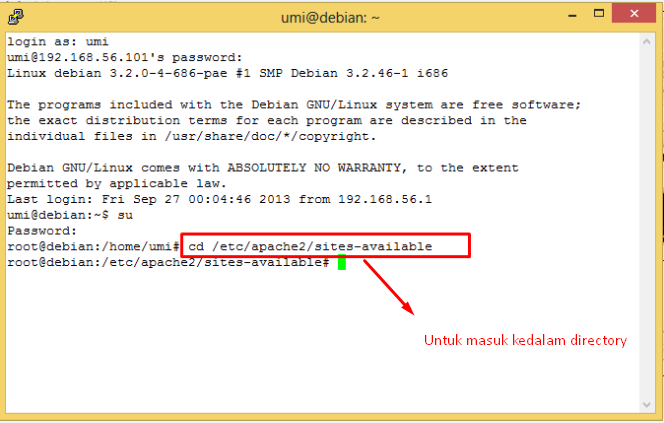 umi@debian: ~
login as: umi
umi@192.168.56.101's password:
Linux debian 3.2.0-4-686-pae #1 SMP Debian 3.2.46-1 i686
The programs included with the Debian GNU/Linux system are free software;
the exact distribution terms for each program are described in the
individual files in /usr/share/doc/*/copyright.
Debian GNU/Linux comes with ABSOLUTELY NO WARRANTY, to the extent
permitted by applicable law.
Last login: Fri Sep 27 00:04:46 2013 from 192.168.56.1
umi@debian:~$ su
Password:
root@debian:/home/umi# cd /etc/apache2/sites-available
root@debian:/etc/apache2/sites-available#
Untuk masuk kedalam directory